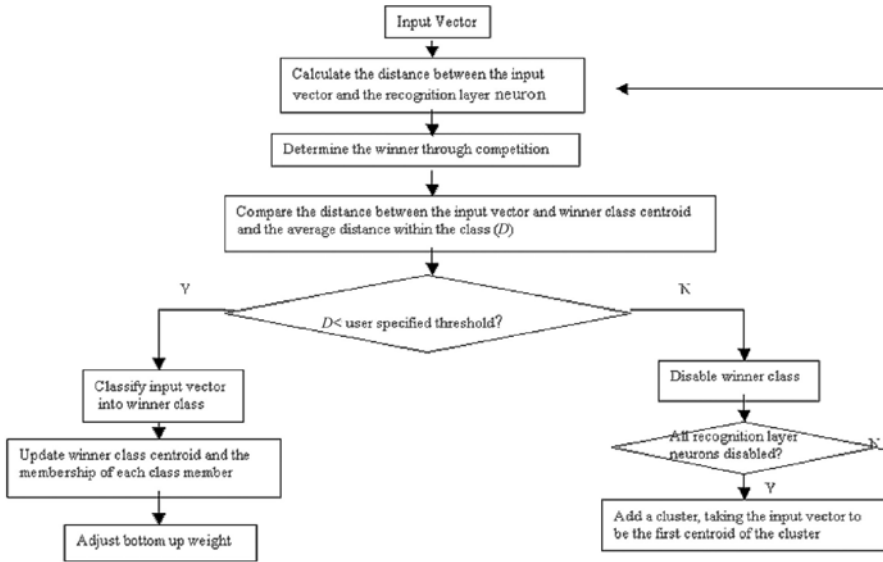 Input Vector
Calculate the distance between the input
vector and the recognition layer neuron
Determine the winner through competition
Compare the distance between the input vector and winner class centroid
and the average distance within the class (D)
Y
N
D< user specified threshold?
Classify input vector
into winner class
Disable winner class
Update winner class centroid and the
membership of each class member
All recognition layer
neurons disabled?
N
Y
Adjust bottom up weight
Add a cluster, taking the input vector to
be the first centroid of the cluster